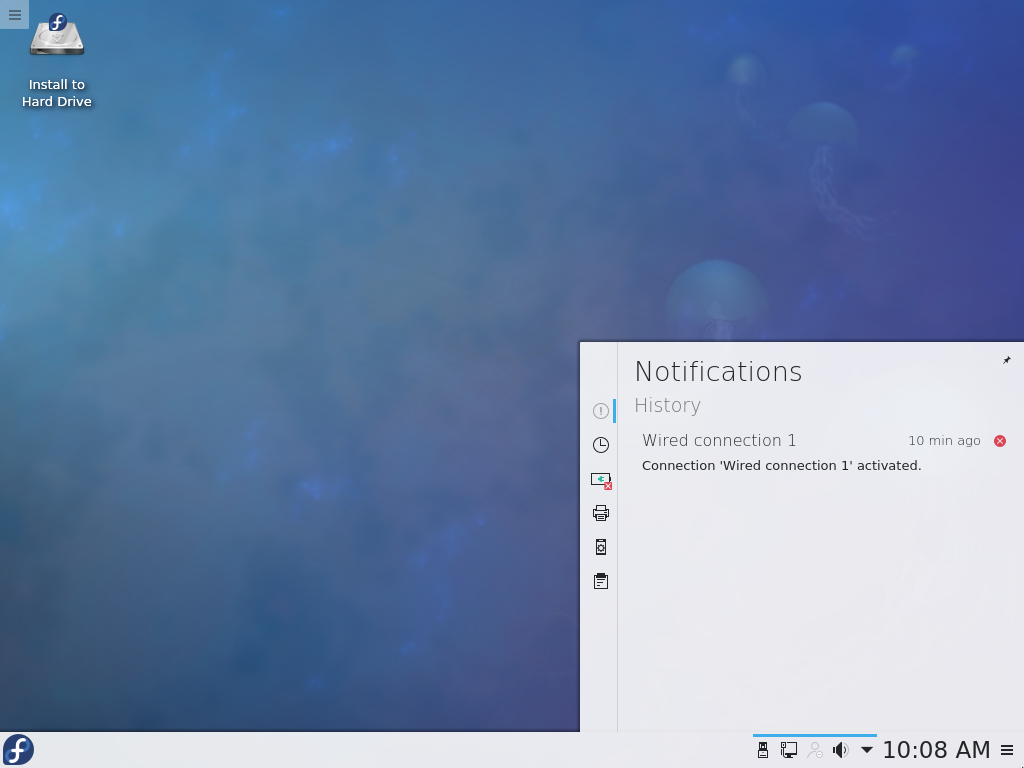 Install to
Hard Drive
Notifications
History
Wired connection 1 10 min ago
Connection 'Wired connection 1' activated.
10:08 AM